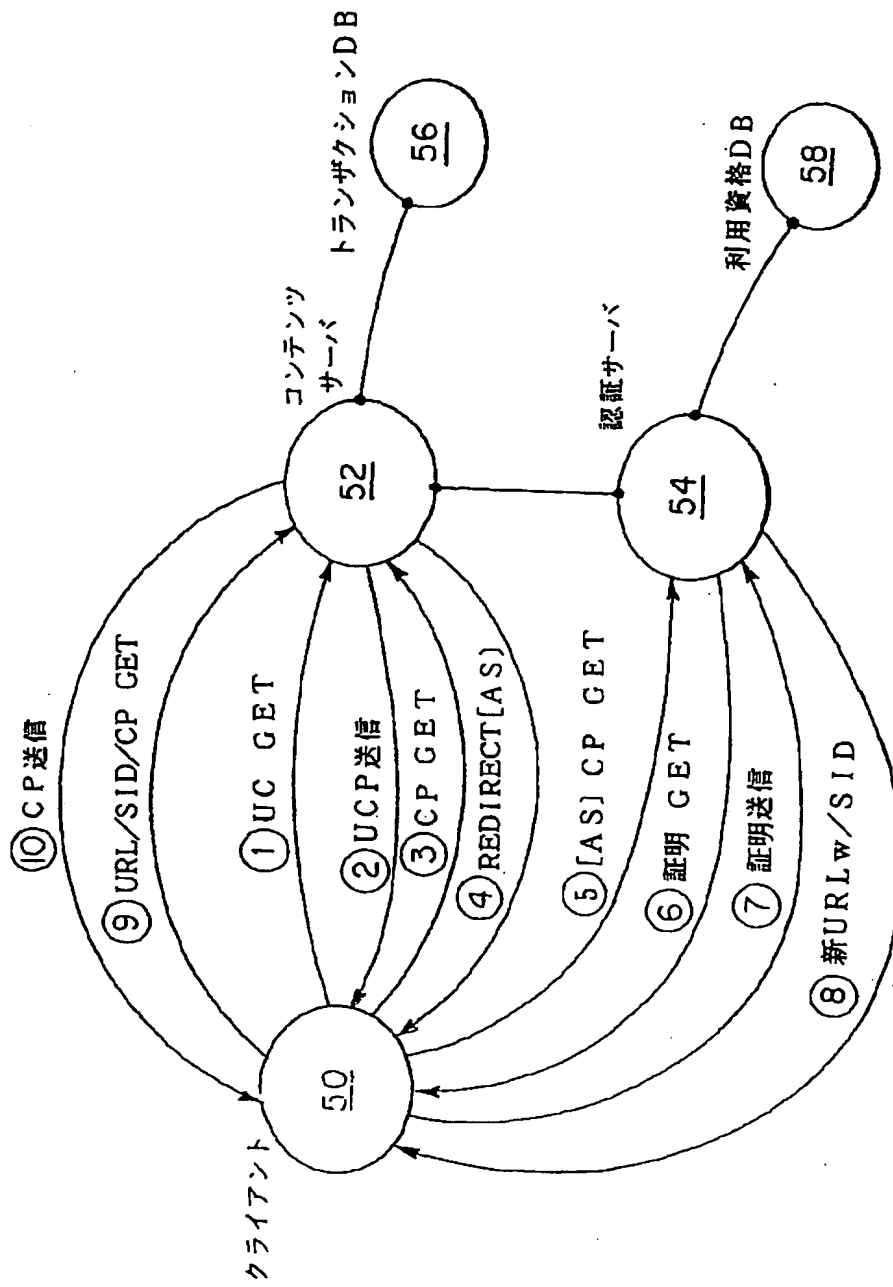 ⑩CP送信
⑨URL/SID/CP GET
①UC GET
②UCP送信
③CP GET
④REDIRECT[AS]
⑤[AS]CP GET
⑥証明 GET
⑦証明送信
⑧新URLw/SID
クライアント
50
コンテンツ
サーバ
52
トランザクションDB
56
認証サーバ
54
利用資格DB
58